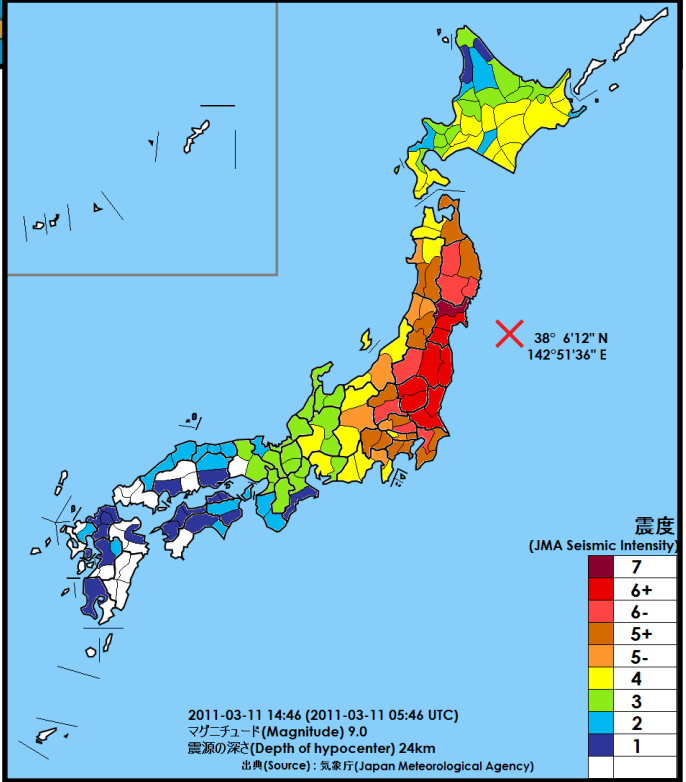 38° 6'12" N
142°51'36" E
震度
(JMA Seismic Intensity)
7
6+
6-
5+
5-
4
3
2
1
2011-03-11 14:46 (2011-03-11 05:46 UTC)
マグニチュード(Magnitude) 9.0
震源の深さ(Depth of hypocenter) 24km
出典(Source) : 気象庁(Japan Meteorological Agency)